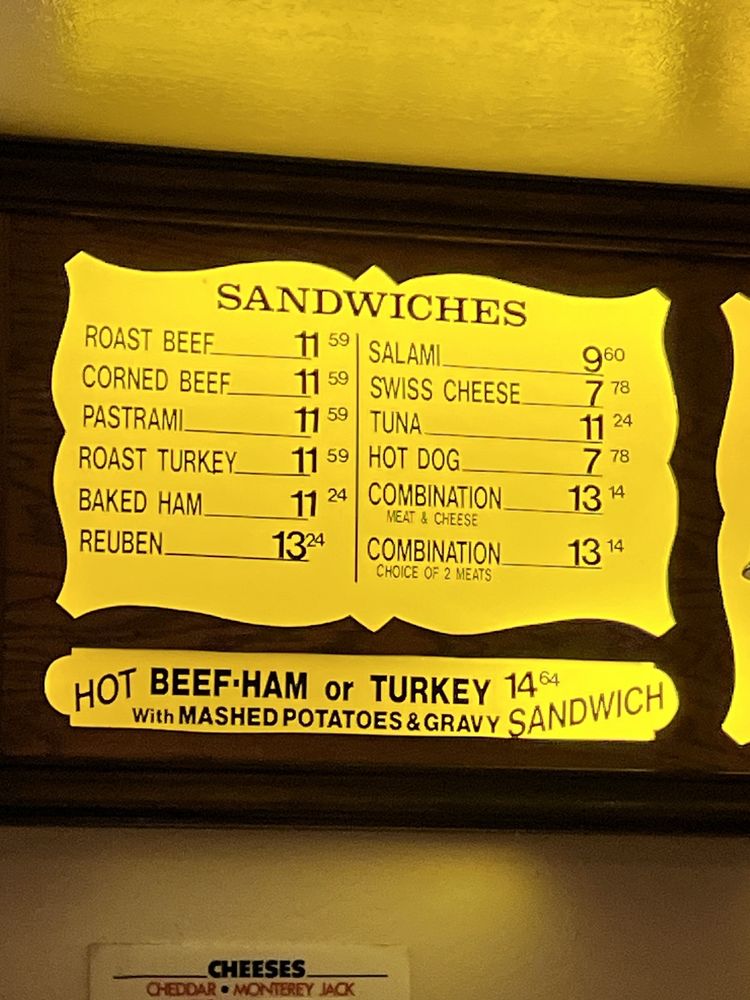 SANDWICHES
ROAST BEEF 11 59
CORNED BEEF 11 59
PASTRAMI 11 59
ROAST TURKEY 11 59
BAKED HAM 11 24
REUBEN 13 24
SALAMI 9 60
SWISS CHEESE 7 78
TUNA 11 24
HOT DOG 7 78
COMBINATION 13 14
MEAT & CHEESE
COMBINATION 13 14
CHOICE OF 2 MEATS
HOT BEEF·HAM or TURKEY 14 64
With MASHED POTATOES & GRAVY SANDWICH
CHEESES
CHEDDAR • MONTEREY JACK